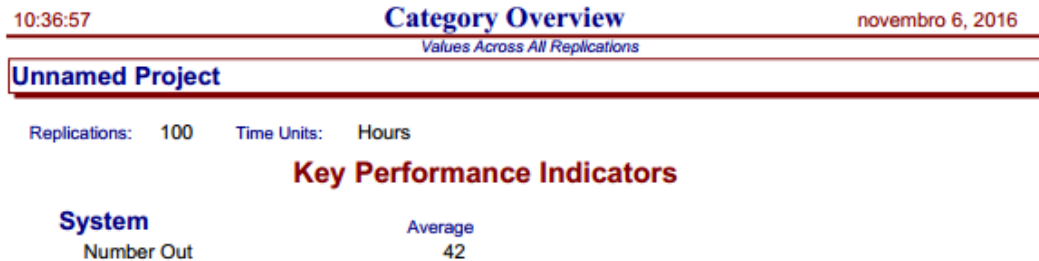 10:36:57 Category Overview novembro 6, 2016
Values Across All Replications
Unnamed Project
Replications: 100 Time Units: Hours
Key Performance Indicators
System Average
Number Out 42